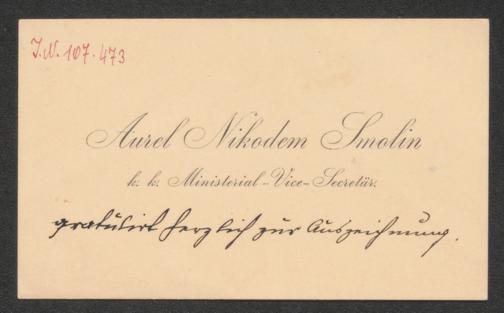 I.N. 107.473
Aurel Nikodem Smolin
k. k. Ministerial-Vice-Secretär.
gratulirt herzlich zur Auszeichnung.